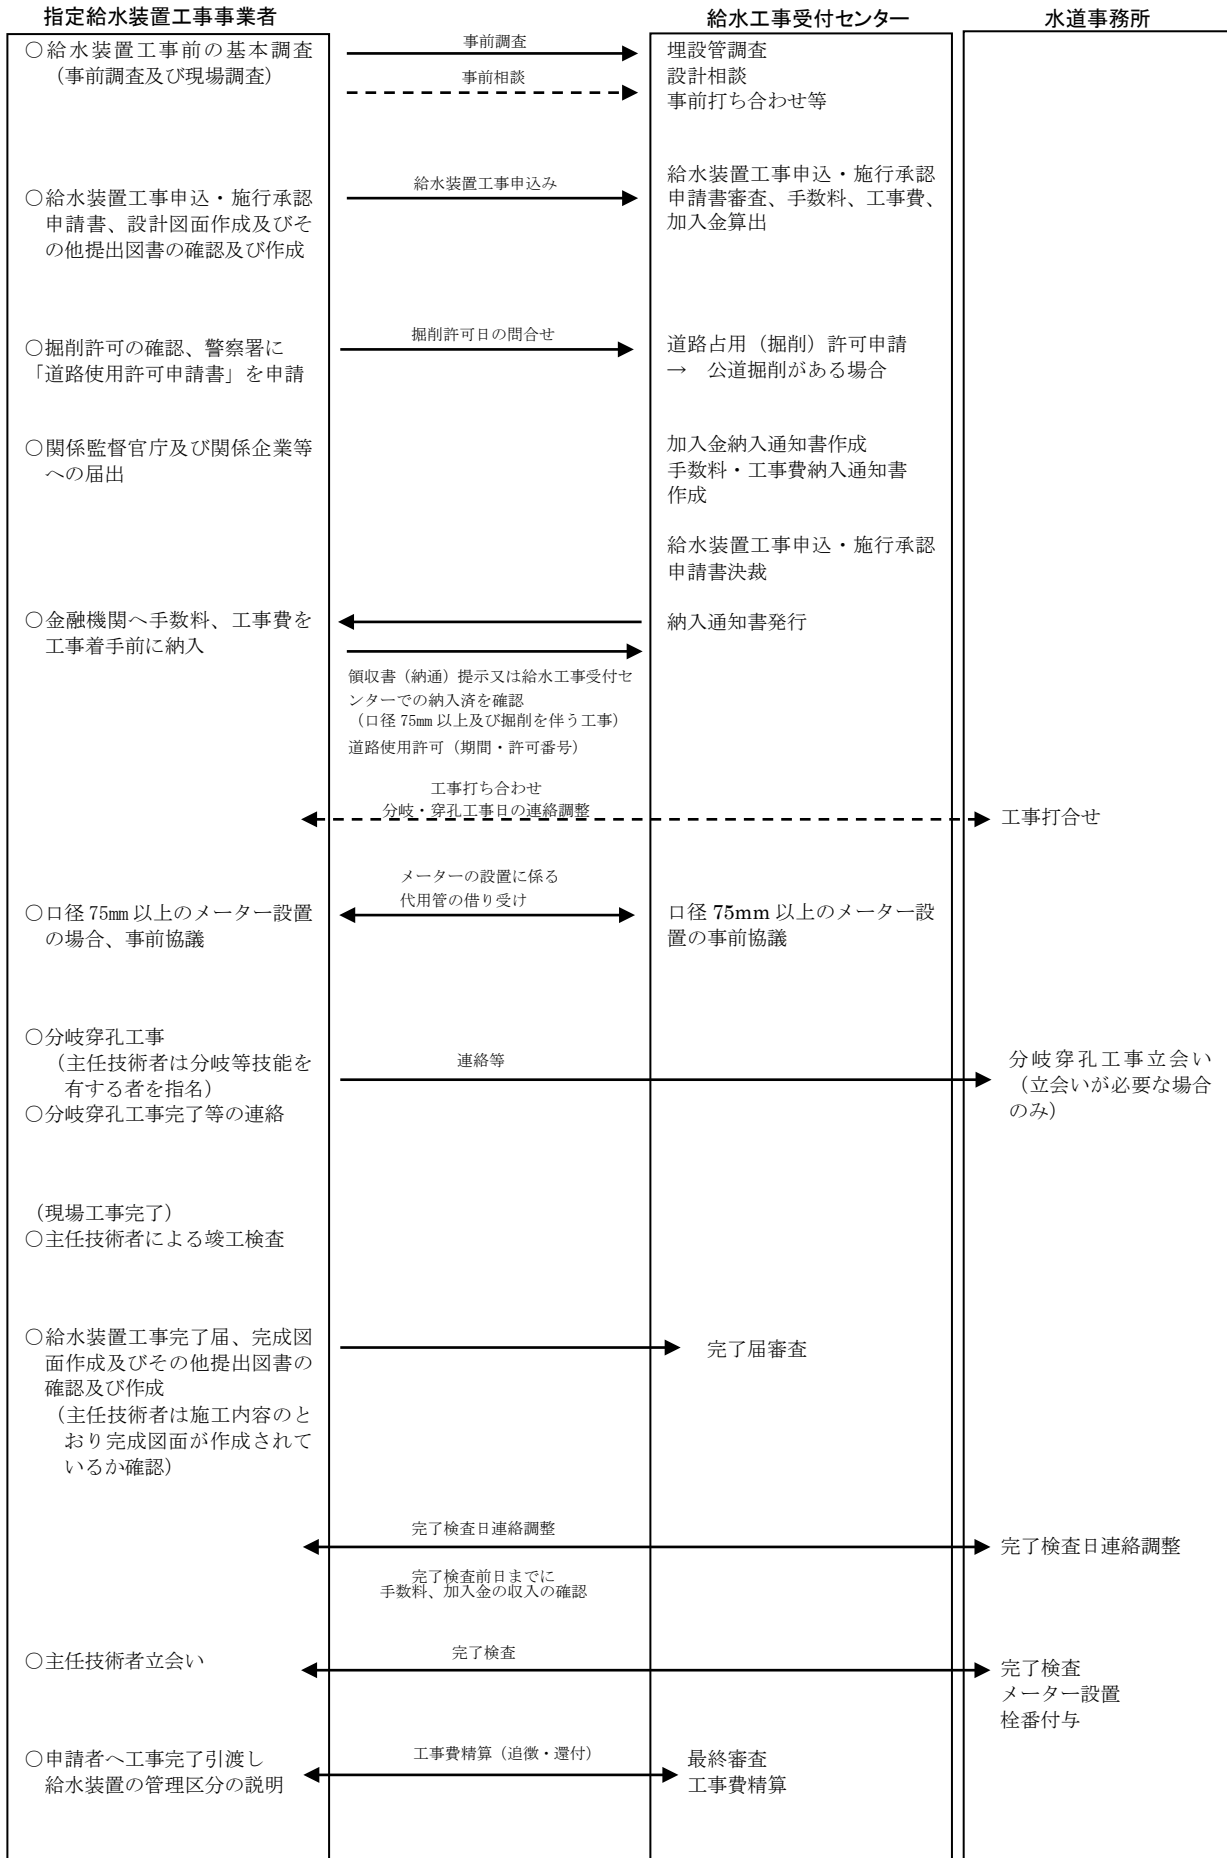 指定給水装置工事事業者
給水工事受付センター
水道事務所
○給水装置工事前の基本調査
（事前調査及び現場調査）
事前調査
事前相談
埋設管調査
設計相談
事前打ち合わせ等
○給水装置工事申込・施行承認
申請書、設計図面作成及びそ
の他提出図書の確認及び作成
給水装置工事申込み
給水装置工事申込・施行承認
申請書審査、手数料、工事費、
加入金算出
○掘削許可の確認、警察署に
「道路使用許可申請書」を申請
掘削許可日の問合せ
道路占用（掘削）許可申請
→　公道掘削がある場合
○関係監督官庁及び関係企業等
への届出
加入金納入通知書作成
手数料・工事費納入通知書
作成
給水装置工事申込・施行承認
申請書決裁
○金融機関へ手数料、工事費を
工事着手前に納入
納入通知書発行
領収書（納通）提示又は給水工事受付セ
ンターでの納入済を確認
（口径 75㎜ 以上及び掘削を伴う工事）
道路使用許可（期間・許可番号）
工事打ち合わせ
分岐・穿孔工事日の連絡調整
工事打合せ
メーターの設置に係る
代用管の借り受け
○口径 75㎜ 以上のメーター設置
の場合、事前協議
口径 75mm 以上のメーター設
置の事前協議
○分岐穿孔工事
（主任技術者は分岐等技能を
有する者を指名）
○分岐穿孔工事完了等の連絡
連絡等
分岐穿孔工事立会い
（立会いが必要な場合
のみ）
（現場工事完了）
○主任技術者による竣工検査
○給水装置工事完了届、完成図
面作成及びその他提出図書の
確認及び作成
（主任技術者は施工内容のと
おり完成図面が作成されて
いるか確認）
完了届審査
完了検査日連絡調整
完了検査日連絡調整
完了検査前日までに
手数料、加入金の収入の確認
○主任技術者立会い
完了検査
完了検査
メーター設置
栓番付与
○申請者へ工事完了引渡し
給水装置の管理区分の説明
工事費精算（追徴・還付）
最終審査
工事費精算